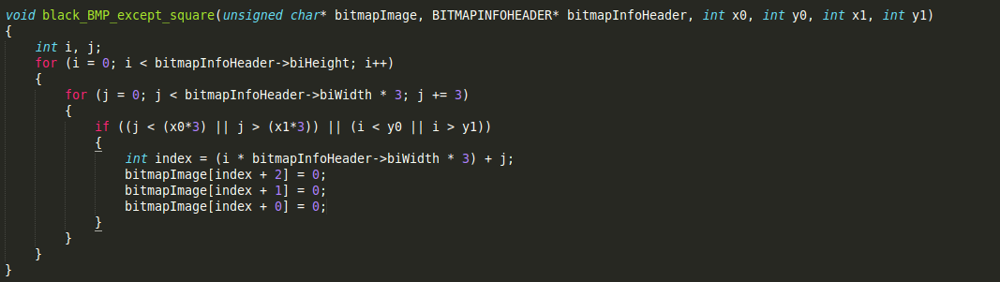 void black_BMP_except_square(unsigned char* bitmapImage, BITMAPINFOHEADER* bitmapInfoHeader, int x0, int y0, int x1, int y1)
{
    int i, j;
    for (i = 0; i < bitmapInfoHeader->biHeight; i++)
    {
        for (j = 0; j < bitmapInfoHeader->biWidth * 3; j += 3)
        {
            if ((j < (x0*3) || j > (x1*3)) || (i < y0 || i > y1))
            {
                int index = (i * bitmapInfoHeader->biWidth * 3) + j;
                bitmapImage[index + 2] = 0;
                bitmapImage[index + 1] = 0;
                bitmapImage[index + 0] = 0;
            }
        }
    }
}